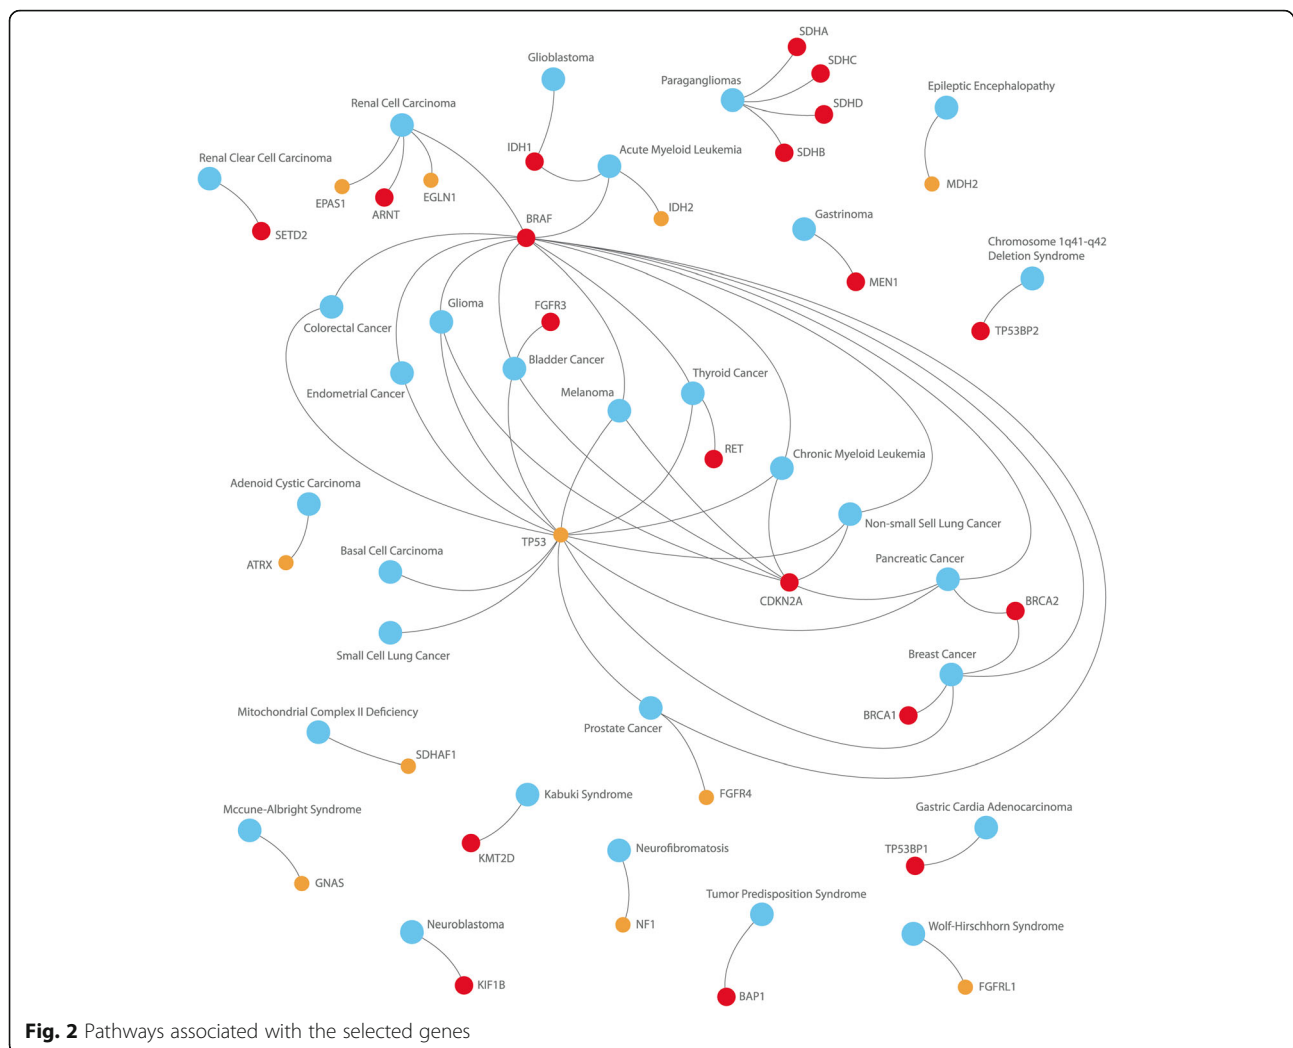 SDHA
Glioblastoma
SDHC
Paragangliomas
Epileptic Encephalopathy
Renal Cell Carcinoma
SDHD
IDH1
Acute Myeloid Leukemia
SDHB
Renal Clear Cell Carcinoma
MDH2
EPAS1
EGLN1
ARNT
IDH2
BRAF
Gastrinoma
SETD2
Chromosome 1q41-q42
Deletion Syndrome
MEN1
Glioma
FGFR3
Colorectal Cancer
TP53BP2
Bladder Cancer
Thyroid Cancer
Endometrial Cancer
Melanoma
RET
Chronic Myeloid Leukemia
Adenoid Cystic Carcinoma
Non-small Sell Lung Cancer
TP53
Basal Cell Carcinoma
Pancreatic Cancer
ATRX
CDKN2A
BRCA2
Small Cell Lung Cancer
Breast Cancer
Mitochondrial Complex II Deficiency
BRCA1
Prostate Cancer
SDHAF1
Kabuki Syndrome
FGFR4
Mccune-Albright Syndrome
Gastric Cardia Adenocarcinoma
Neurofibromatosis
TP53BP1
KMT2D
GNAS
Tumor Predisposition Syndrome
Neuroblastoma
NF1
Wolf-Hirschhorn Syndrome
KIF1B
BAP1
FGFRL1
Fig. 2 Pathways associated with the selected genes